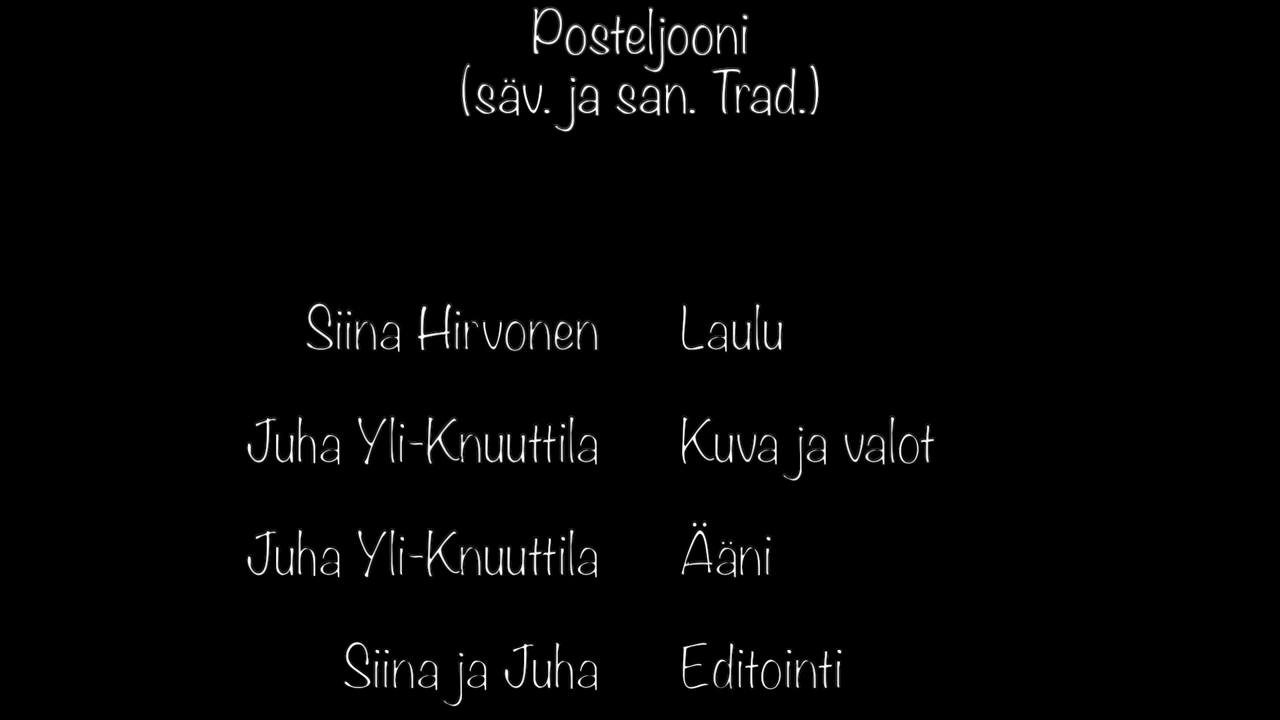 Posteljooni
(säv. ja san. Trad.)
Siina Hirvonen Laulu
Juha Yli-Knuuttila Kuva ja valot
Juha Yli-Knuuttila Ääni
Siina ja Juha Editointi